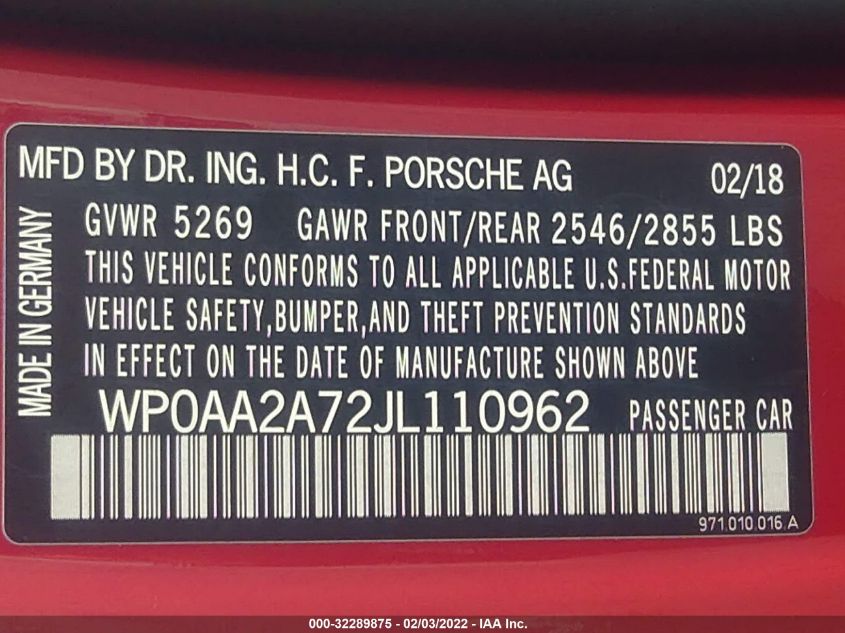 MFD BY DR. ING. H.C. F. PORSCHE AG 02/18
MADE IN GERMANY
GVWR 5269 GAWR FRONT/REAR 2546/2855 LBS
THIS VEHICLE CONFORMS TO ALL APPLICABLE U.S.FEDERAL MOTOR
VEHICLE SAFETY,BUMPER,AND THEFT PREVENTION STANDARDS
IN EFFECT ON THE DATE OF MANUFACTURE SHOWN ABOVE
WP0AA2A72JL110962 PASSENGER CAR
971.010.016.A
000-32289875 - 02/03/2022 - IAA Inc.